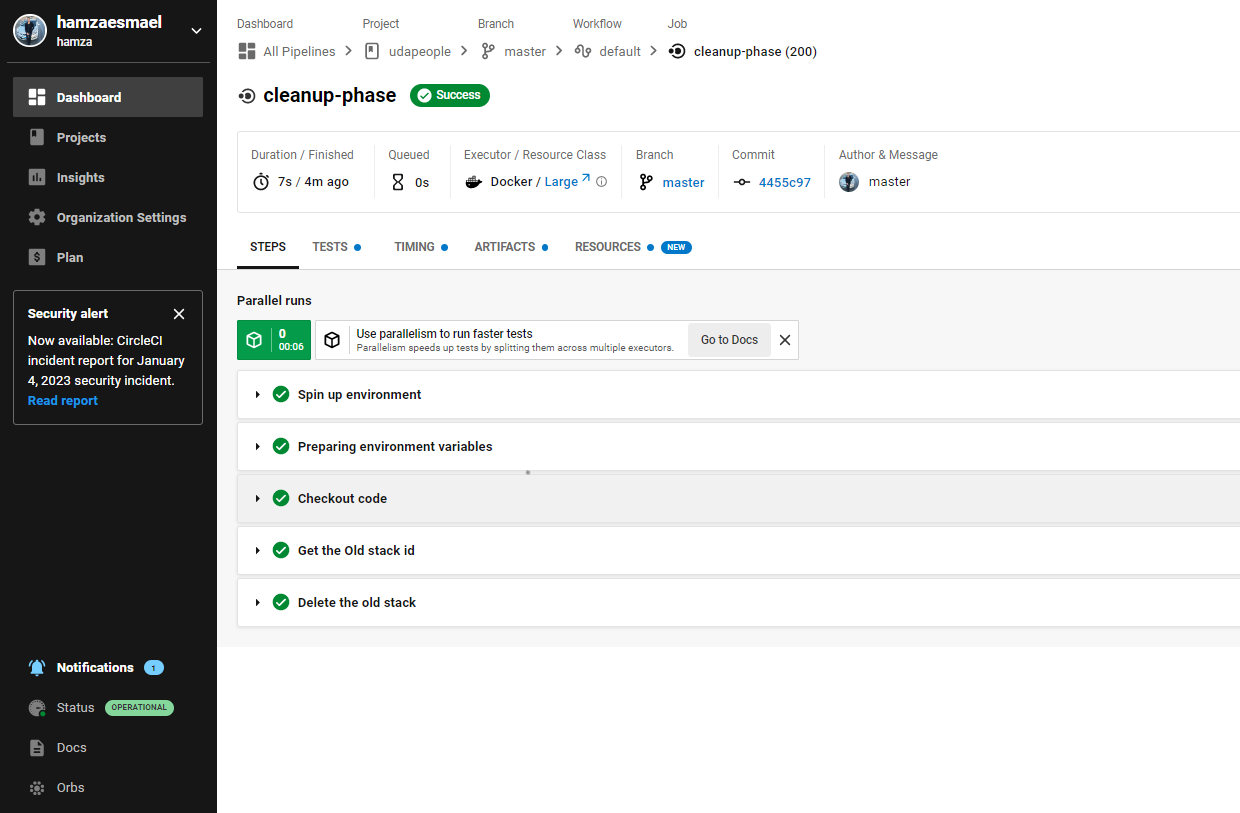 hamzaesmael
hamza
Dashboard
Projects
Insights
Organization Settings
Plan
Security alert
Now available: CircleCI
incident report for January
4, 2023 security incident.
Read report
Notifications 1
Status OPERATIONAL
Docs
Orbs
Dashboard Project Branch Workflow Job
All Pipelines udapeople master default cleanup-phase (200)
cleanup-phase Success
Duration / Finished Queued Executor / Resource Class Branch Commit Author & Message
7s / 4m ago 0s Docker / Large master 4455c97 master
STEPS TESTS TIMING ARTIFACTS RESOURCES NEW
Parallel runs
0
00:06
Use parallelism to run faster tests
Parallelism speeds up tests by splitting them across multiple executors.
Go to Docs
Spin up environment
Preparing environment variables
Checkout code
Get the Old stack id
Delete the old stack